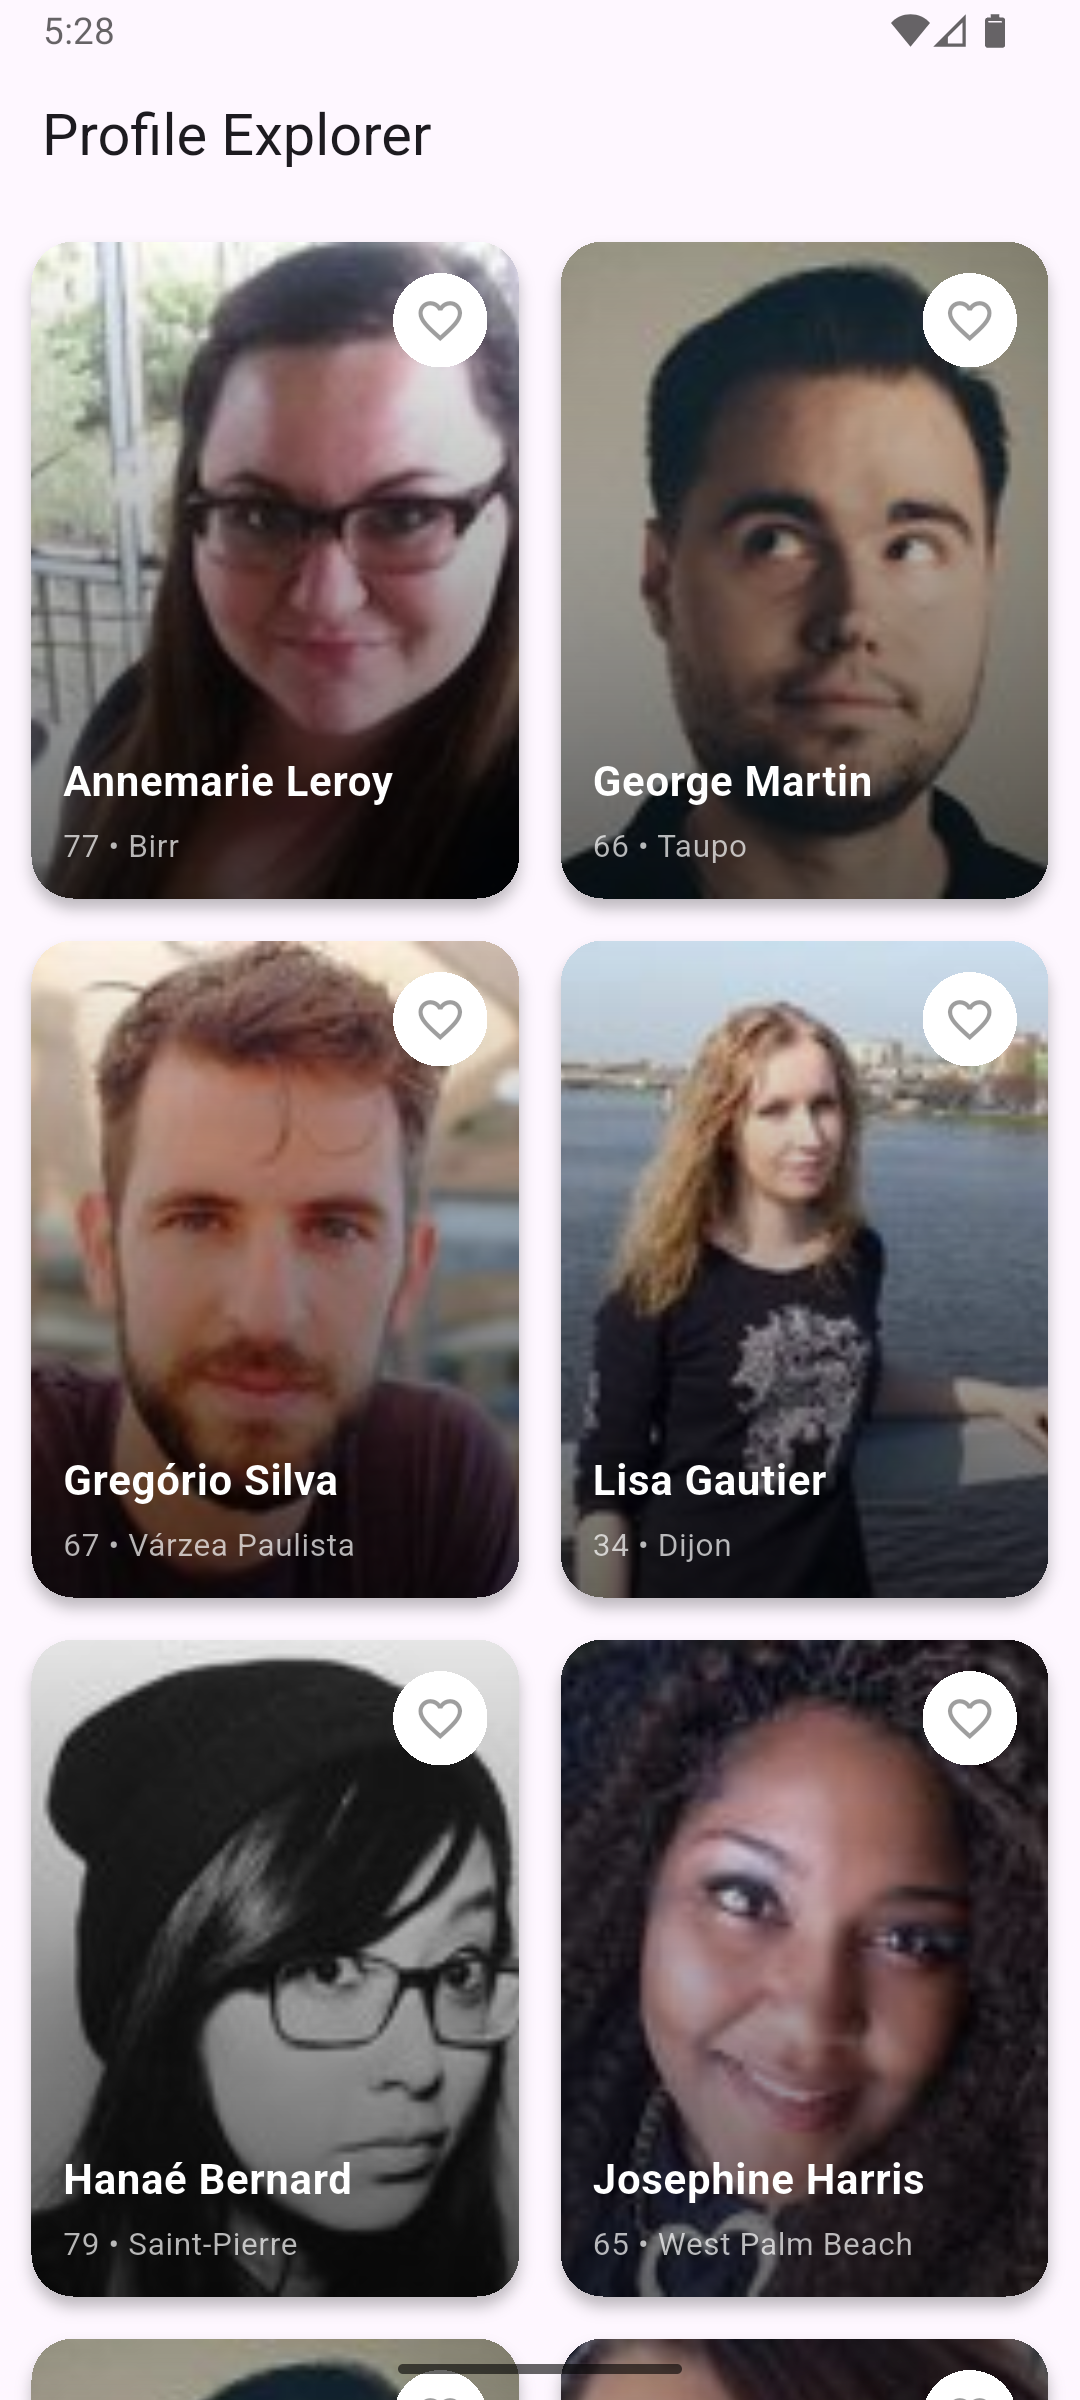 5:28
Profile Explorer
Annemarie Leroy
77 • Birr
George Martin
66 • Taupo
Gregório Silva
67 • Várzea Paulista
Lisa Gautier
34 • Dijon
Hanaé Bernard
79 • Saint-Pierre
Josephine Harris
65 • West Palm Beach